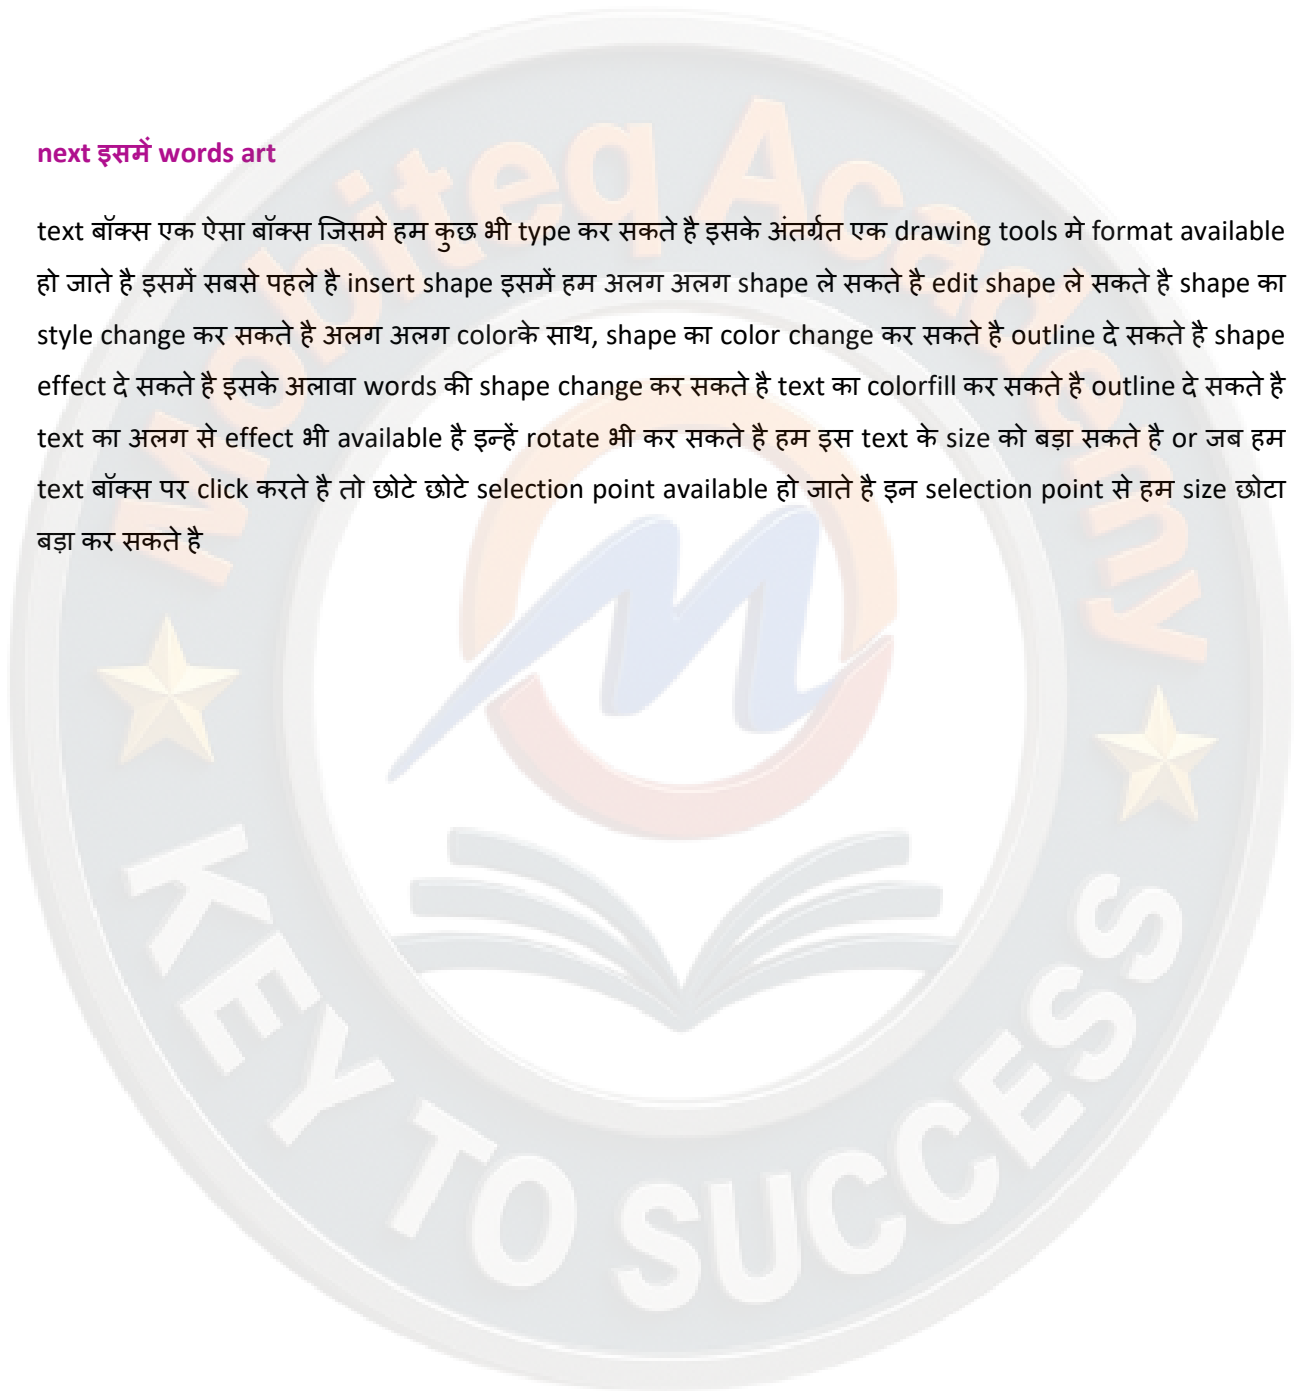 next इसमें words art
text बॉक्स एक ऐसा बॉक्स जिसमे हम कुछ भी type कर सकते है इसके अंतर्ग्रत एक drawing tools मे format available
हो जाते है इसमें सबसे पहले है insert shape इसमें हम अलग अलग shape ले सकते है edit shape ले सकते है shape का
style change कर सकते है अलग अलग colorके साथ, shape का color change कर सकते है outline दे सकते है shape
effect दे सकते है इसके अलावा words की shape change कर सकते है text का colorfill कर सकते है outline दे सकते है
text का अलग से effect भी available है इन्हें rotate भी कर सकते है हम इस text के size को बड़ा सकते है or जब हम
text बॉक्स पर click करते है तो छोटे छोटे selection point available हो जाते है इन selection point से हम size छोटा
बड़ा कर सकते है
Mobiteq Academy
KEY TO SUCCESS